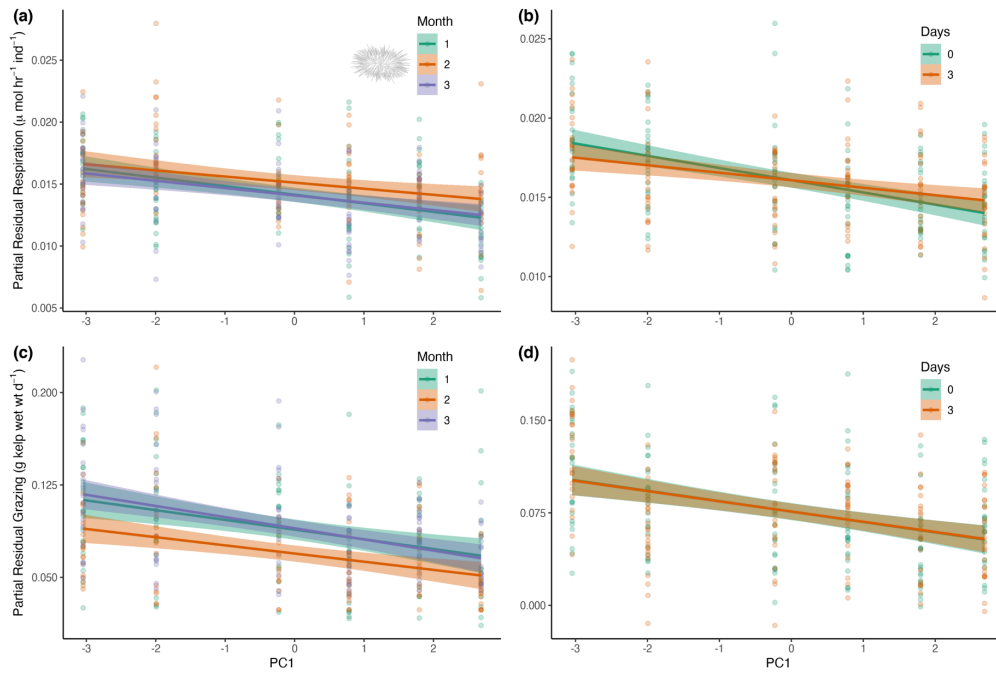 (a)
Month
1
2
3
Partial Residual Respiration (μ mol hr⁻¹ ind⁻¹)
0.025
0.020
0.015
0.010
0.005
-3 -2 -1 0 1 2
(b)
Days
0
3
0.025
0.020
0.015
0.010
-3 -2 -1 0 1 2
(c)
Month
1
2
3
Partial Residual Grazing (g kelp wet wt d⁻¹)
0.200
0.125
0.050
-3 -2 -1 0 1 2
PC1
(d)
Days
0
3
0.150
0.075
0.000
-3 -2 -1 0 1 2
PC1